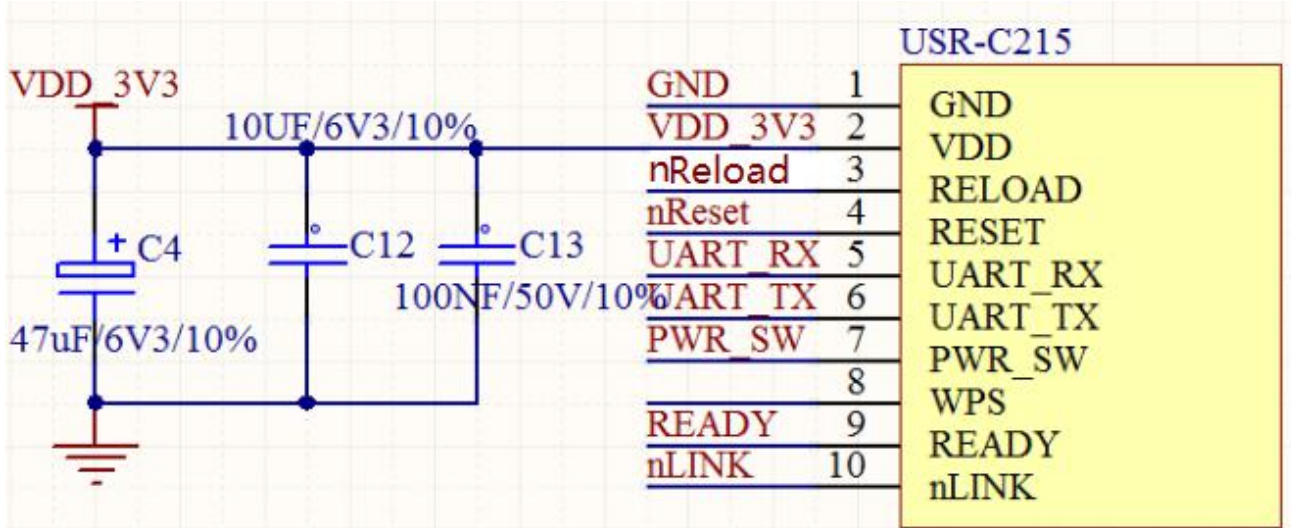 USR-C215
VDD_3V3
10UF/6V3/10%
C4
C12
C13
47uF/6V3/10%
100NF/50V/10%
GND 1 GND
VDD_3V3 2 VDD
nReload 3 RELOAD
nReset 4 RESET
UART_RX 5 UART_RX
UART_TX 6 UART_TX
PWR_SW 7 PWR_SW
8 WPS
READY 9 READY
nLINK 10 nLINK